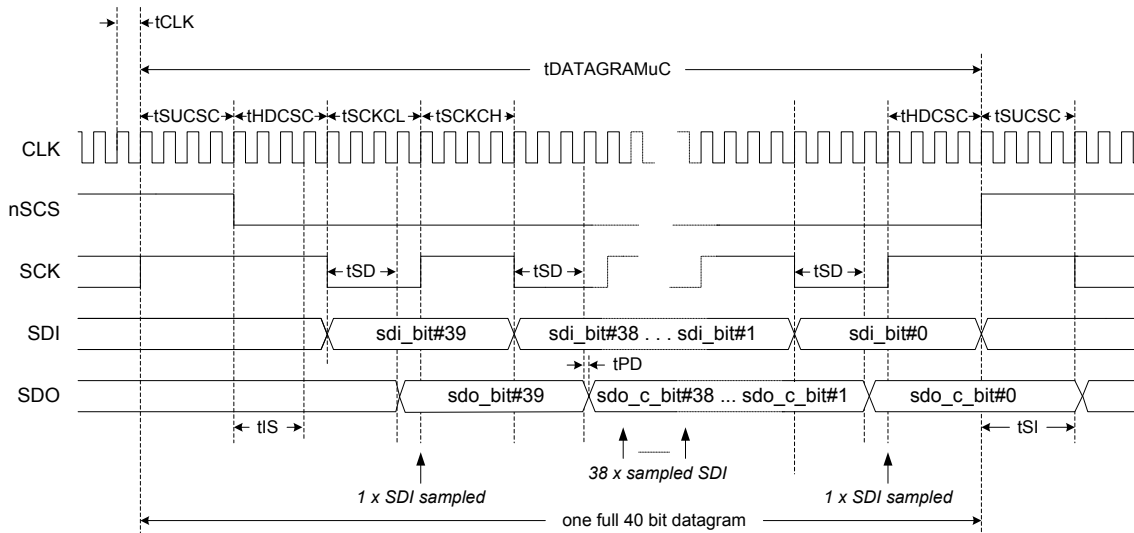 tCLK
tDATAGRAMuC
tSUCSC tHDCSC tSCKCL tSCKCH tHDCSC tSUCSC
CLK
nSCS
SCK tSD tSD tSD
SDI sdi_bit#39 sdi_bit#38 . . . sdi_bit#1 sdi_bit#0
tPD
SDO sdo_bit#39 sdo_c_bit#38 ... sdo_c_bit#1 sdo_c_bit#0
tIS tSI
38 x sampled SDI
1 x SDI sampled 1 x SDI sampled
one full 40 bit datagram